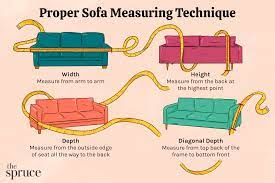 Proper Sofa Measuring Technique
Width
Measure from arm to arm
Height
Measure from the back at
the highest point
Depth
Measure from the outside edge
of seat all the way to the back
Diagonal Depth
Measure from top back of the
frame to bottom front
the
spruce